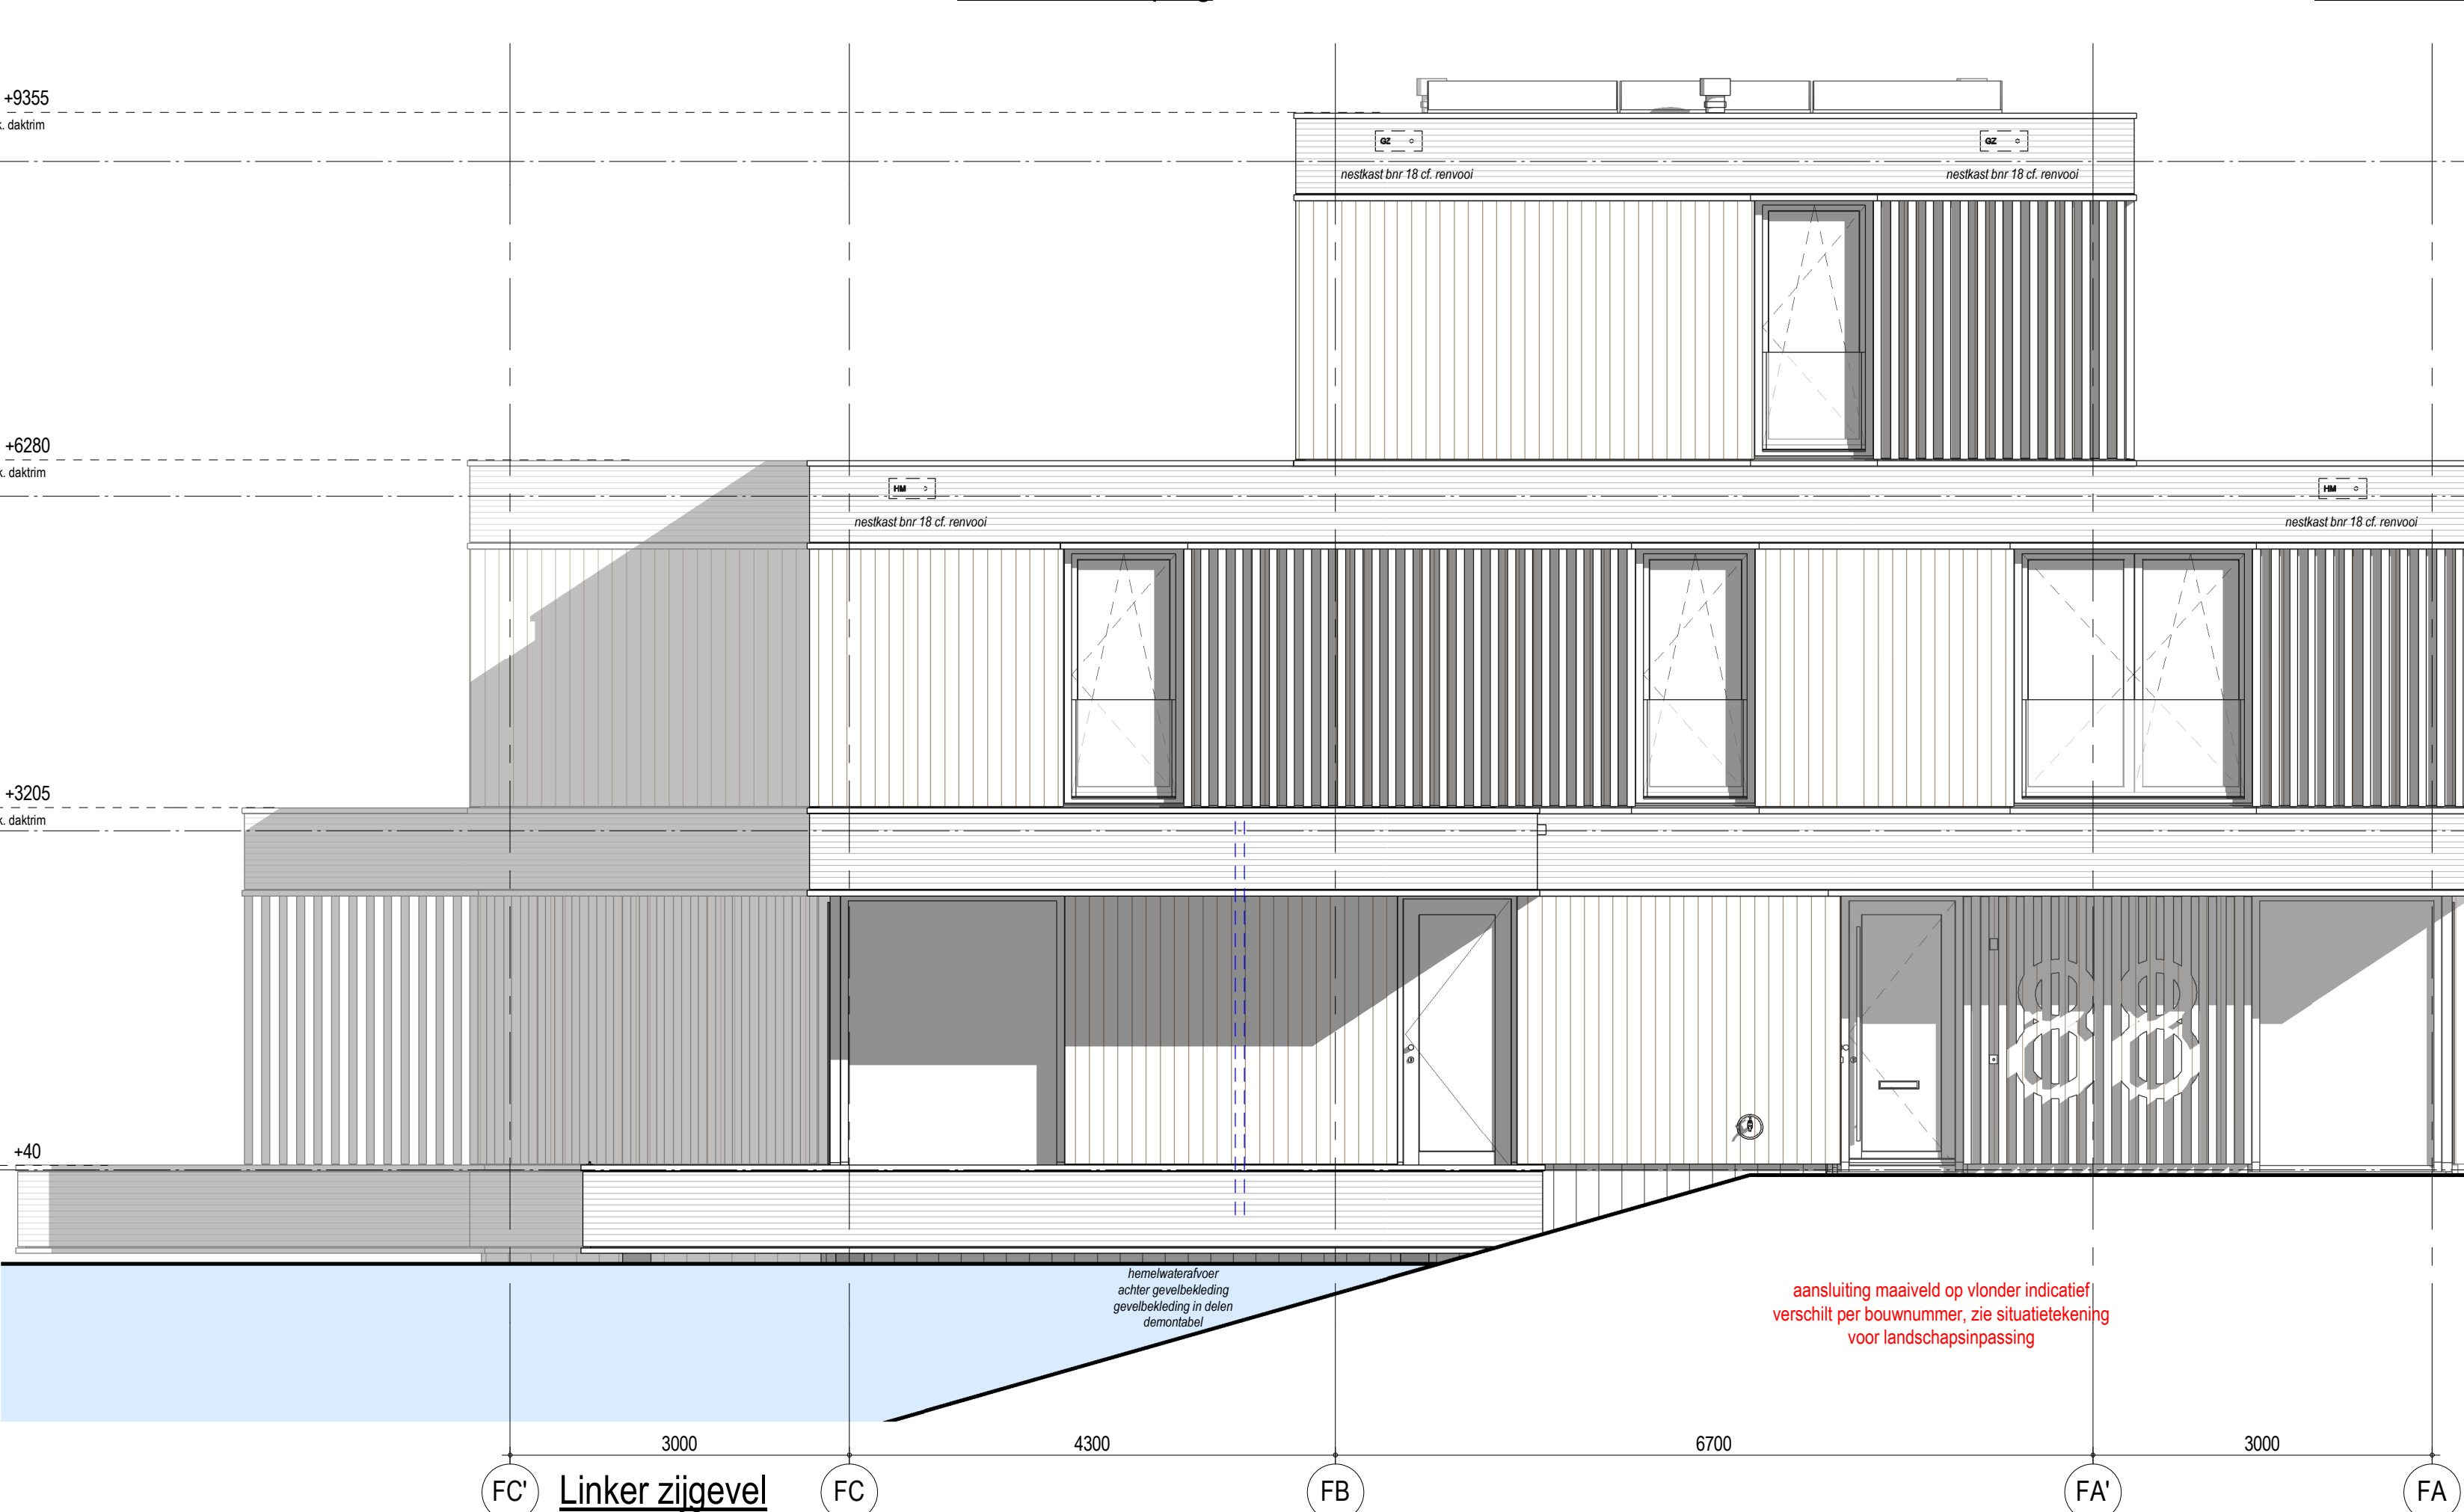 +9355
k. daktrim
GZ
GZ
nestkast bnr 18 cf. renvooi
nestkast bnr 18 cf. renvooi
+6280
k. daktrim
HM
HM
nestkast bnr 18 cf. renvooi
nestkast bnr 18 cf. renvooi
+3205
k. daktrim
88
+40
hemelwaterafvoer
achter gevelbekleding
gevelbekleding in delen
demontabel
aansluiting maaiveld op vlonder indicatief
verschilt per bouwnummer, zie situatietekening
voor landschapsinpassing
3000
4300
6700
3000
FC'
Linker zijgevel
FC
FB
FA'
FA